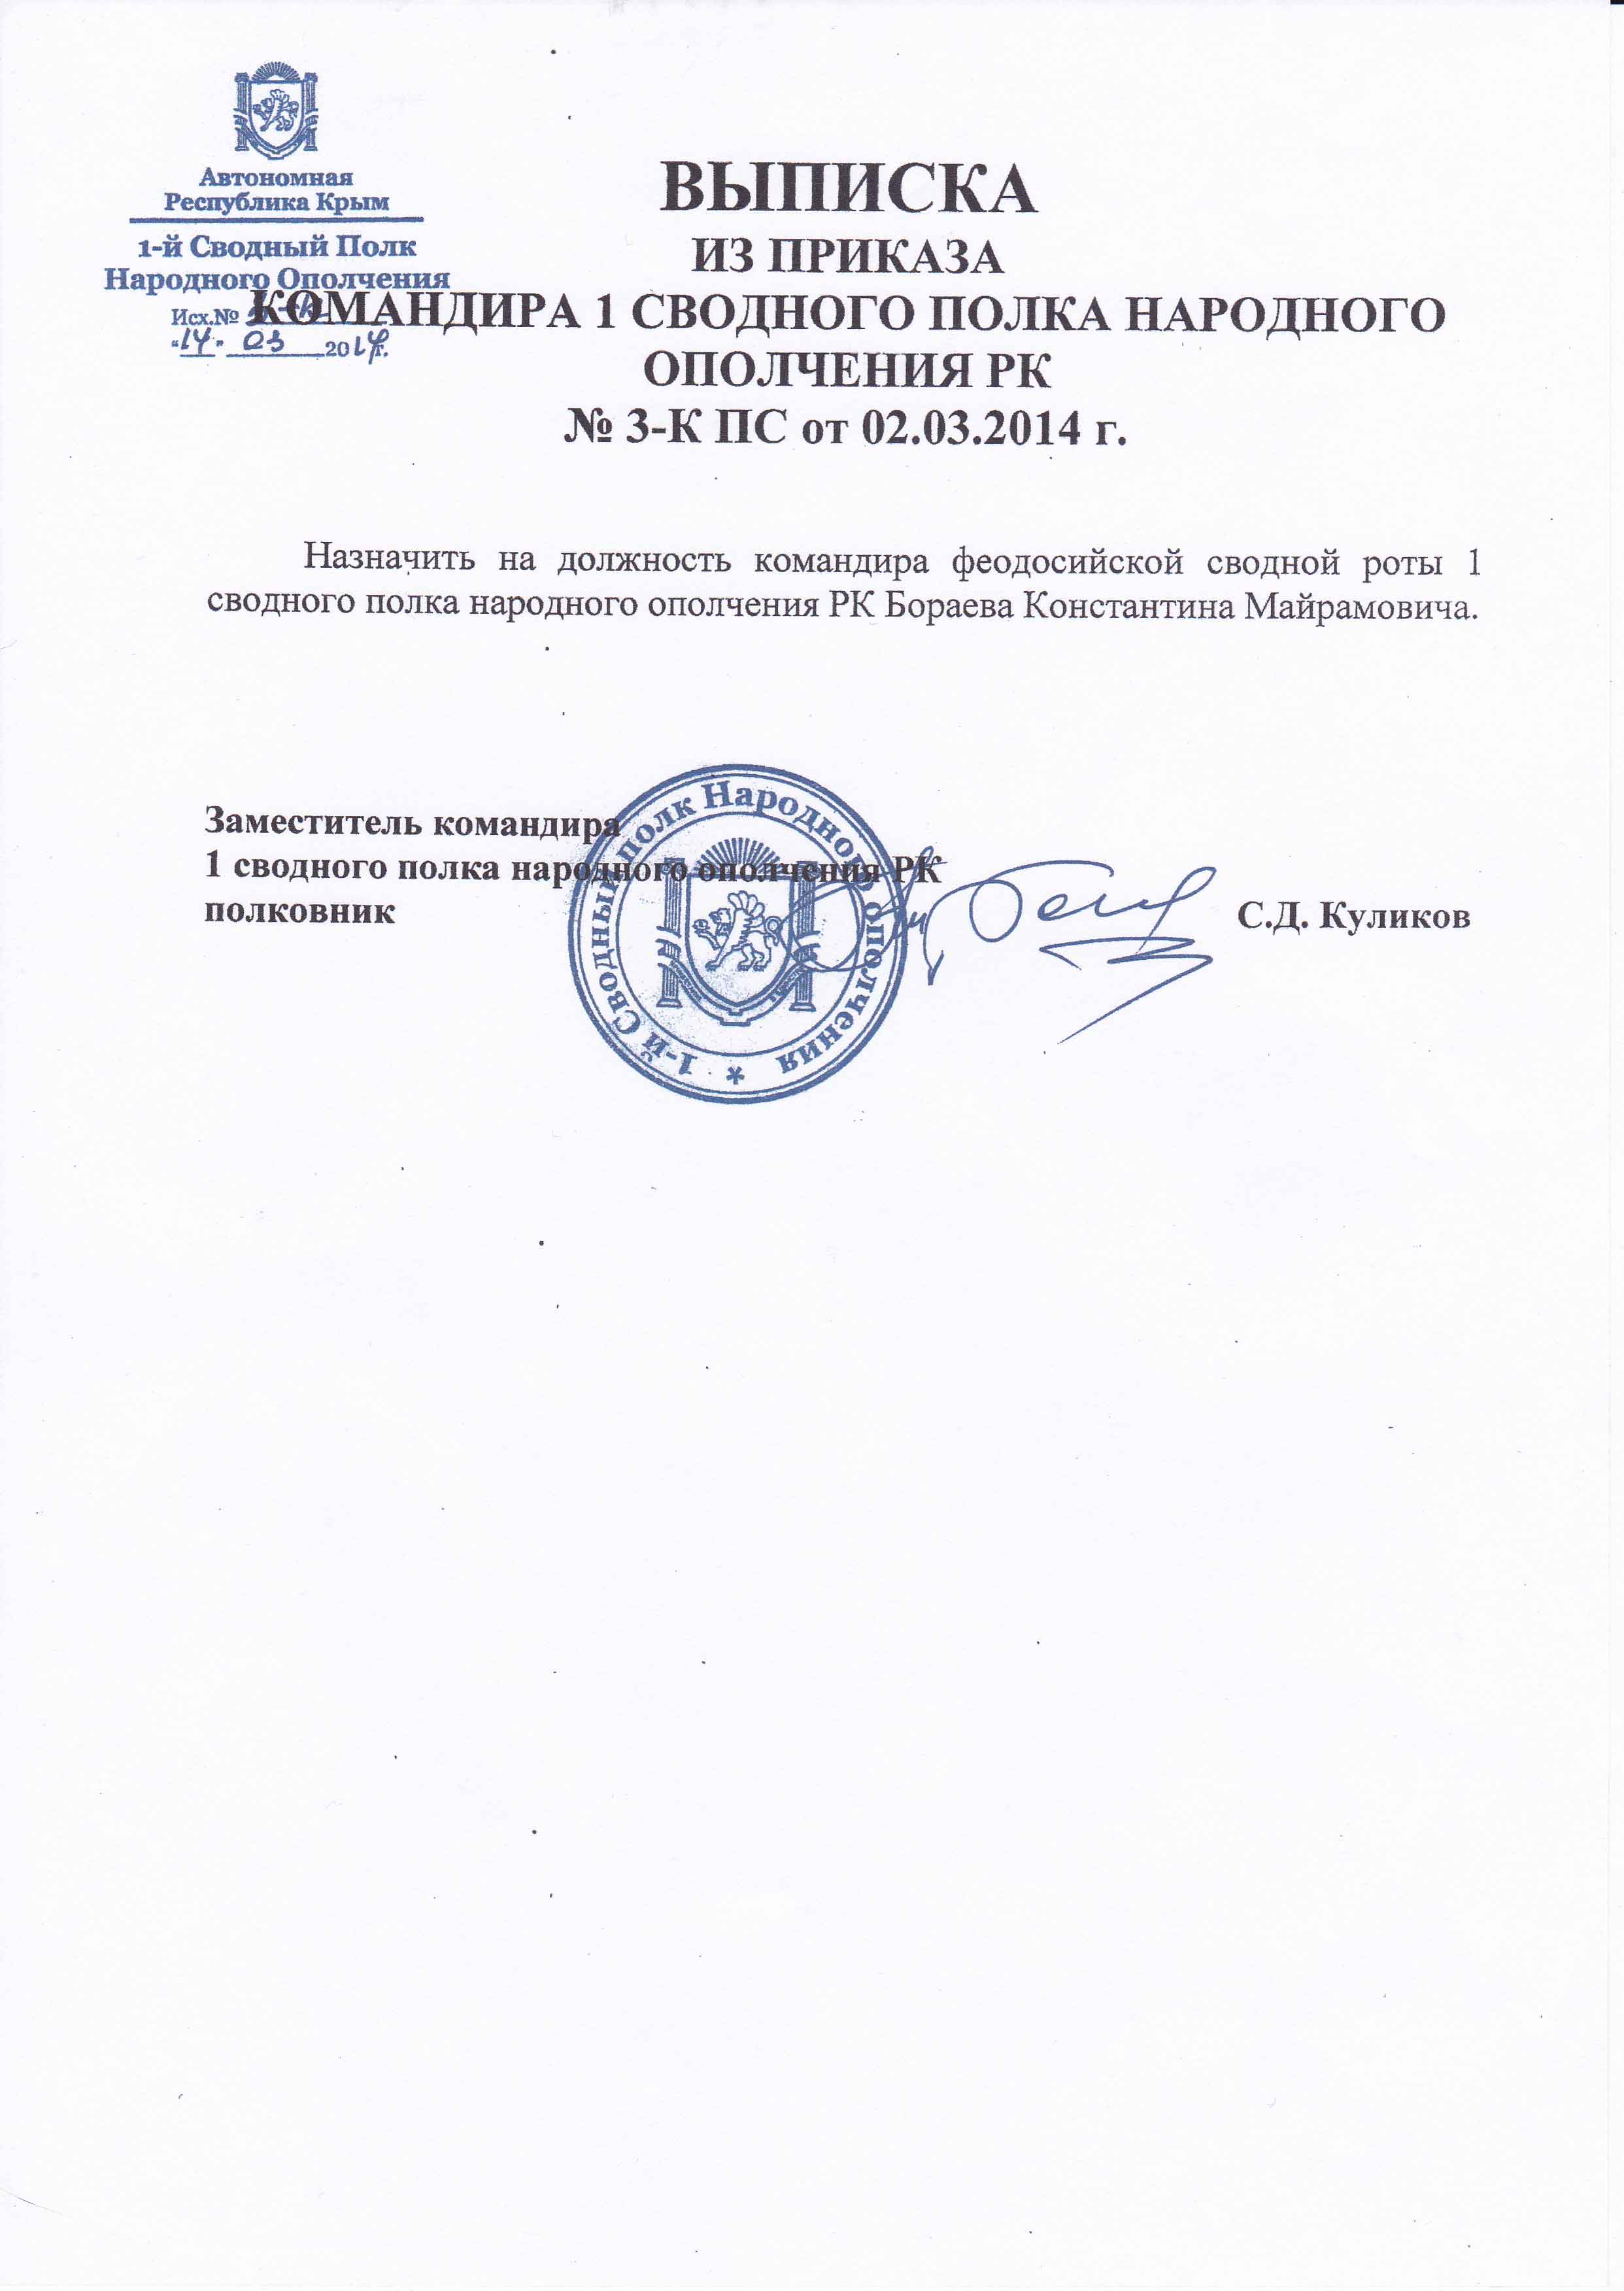 Автономная
Республика Крым
1-й Сводный Полк
Народного Ополчения
Исх.№
"14" 03 2014г.
ВЫПИСКА
ИЗ ПРИКАЗА
КОМАНДИРА 1 СВОДНОГО ПОЛКА НАРОДНОГО
ОПОЛЧЕНИЯ РК
№ 3-К ПС от 02.03.2014 г.
Назначить на должность командира феодосийской сводной роты 1
сводного полка народного ополчения РК Бораева Константина Майрамовича.
Заместитель командира
1 сводного полка народного ополчения РК
полковник
С.Д. Куликов
1-й Сводный полк Народного ополчения *